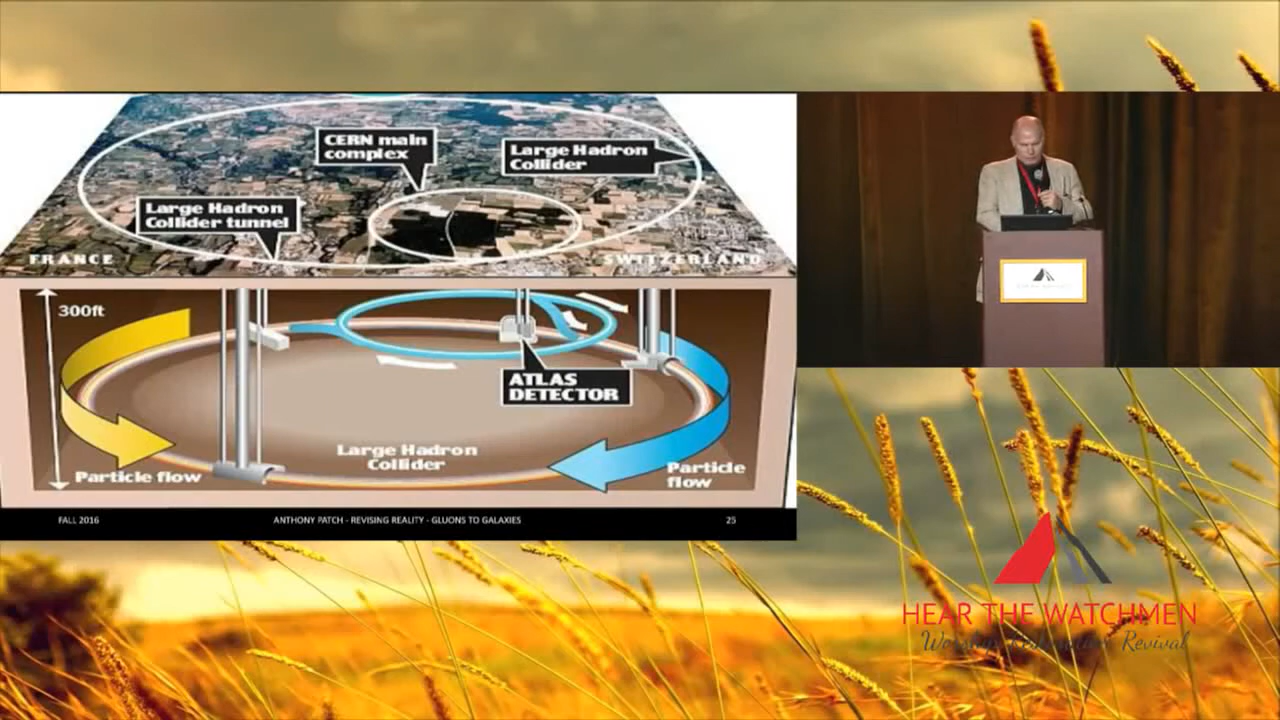 CERN main
complex
Large Hadron
Collider
Large Hadron
Collider tunnel
FRANCE
SWITZERLAND
300ft
ATLAS
DETECTOR
Large Hadron
Collider
Particle flow
Particle
flow
FALL 2016
ANTHONY PATCH - REVISING REALITY - GLUONS TO GALAXIES
25
HEAR THE WATCHMEN
Revival